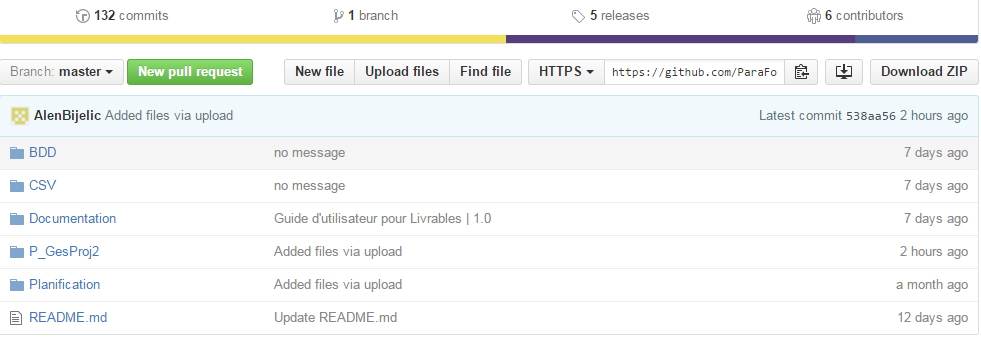 132 commits 1 branch 5 releases 6 contributors
Branch: master New pull request New file Upload files Find file HTTPS https://github.com/ParaFo Download ZIP
AlenBijelic Added files via upload Latest commit 538aa56 2 hours ago
BDD no message 7 days ago
CSV no message 7 days ago
Documentation Guide d'utilisateur pour Livrables | 1.0 7 days ago
P_GesProj2 Added files via upload 2 hours ago
Planification Added files via upload a month ago
README.md Update README.md 12 days ago